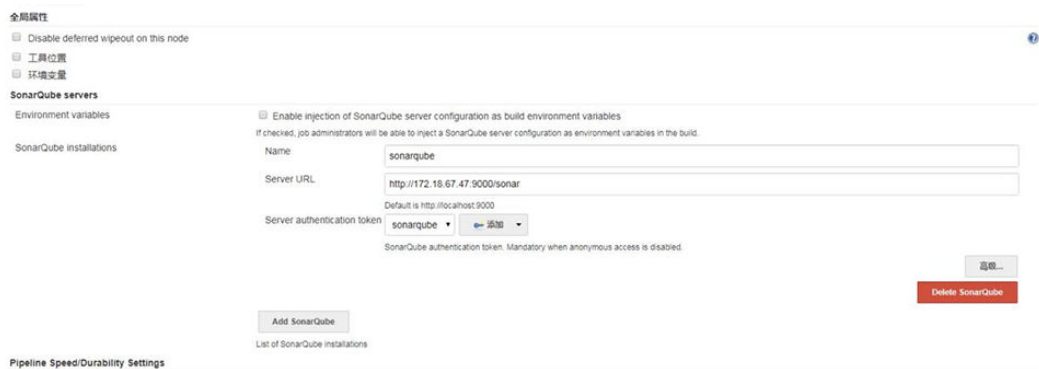 全局属性
Disable deferred wipeout on this node
工具位置
环境变量
SonarQube servers
Environment variables
Enable injection of SonarQube server configuration as build environment variables
If checked, job administrators will be able to inject a SonarQube server configuration as environment variables in the build.
SonarQube installations
Name
sonarqube
Server URL
http://172.18.67.47:9000/sonar
Default is http://localhost:9000
Server authentication token
sonarqube
添加
SonarQube authentication token. Mandatory when anonymous access is disabled.
高级...
Delete SonarQube
Add SonarQube
List of SonarQube installations
Pipeline Speed/Durability Settings